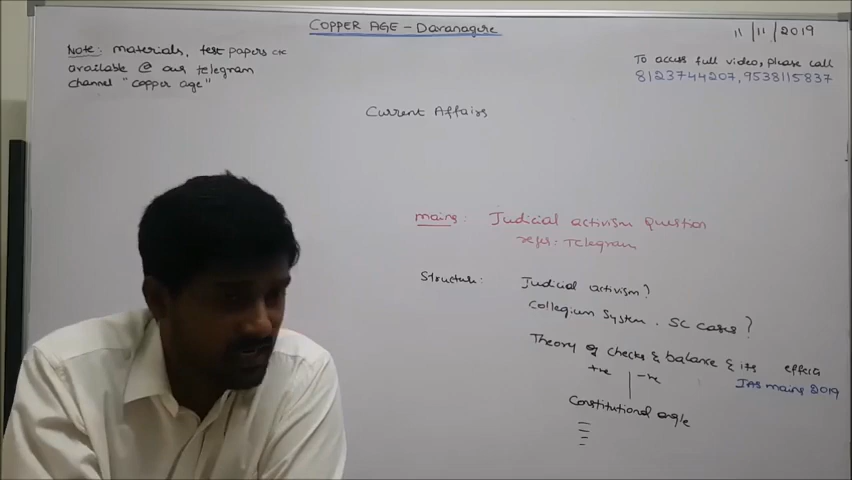 COPPER AGE - Davanagere
11/11/2019
Note: materials, test papers etc
available @ our telegram
channel "copper age"
To access full video, please call
8123744207, 9538115837
Current Affairs
mains: Judicial activism Question
refer: Telegram
Structure: Judicial activism?
Collegium System. SC cases?
Theory of checks & balance & its effects
+ve | -ve
IAS mains 2019
Constitutional angle